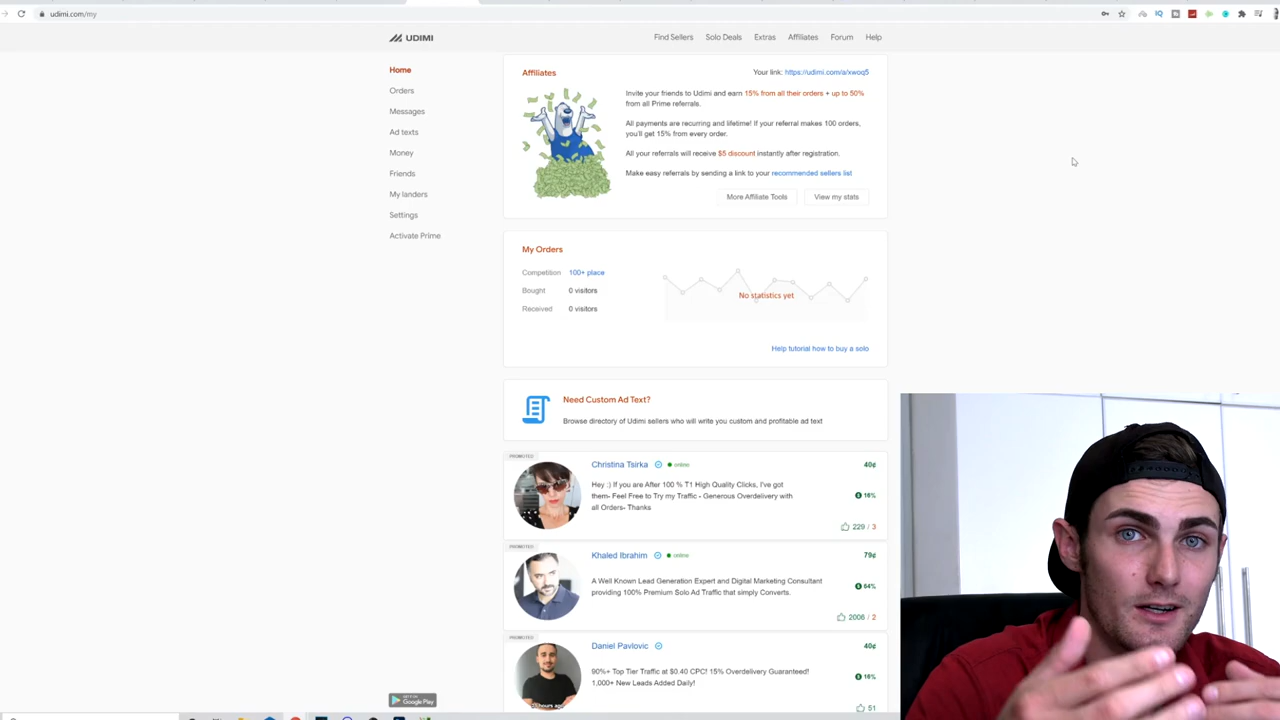 udimi.com/my
UDIMI
Find Sellers
Solo Deals
Extras
Affiliates
Forum
Help
Home
Orders
Messages
Ad texts
Money
Friends
My landers
Settings
Activate Prime
Affiliates
Your link: https://udimi.com/a/xwoq5
Invite your friends to Udimi and earn 15% from all their orders + up to 50%
from all Prime referrals.
All payments are recurring and lifetime! If your referral makes 100 orders,
you'll get 15% from every order.
All your referrals will receive $5 discount instantly after registration.
Make easy referrals by sending a link to your recommended sellers list
More Affiliate Tools
View my stats
My Orders
Competition 100+ place
Bought 0 visitors
Received 0 visitors
No statistics yet
Help tutorial how to buy a solo
Need Custom Ad Text?
Browse directory of Udimi sellers who will write you custom and profitable ad text
PROMOTED
Christina Tsirka online 40¢
Hey :) If you are After 100 % T1 High Quality Clicks, I've got
them- Feel Free to Try my Traffic - Generous Overdelivery with
all Orders- Thanks
16%
229 / 3
PROMOTED
Khaled Ibrahim online 79¢
A Well Known Lead Generation Expert and Digital Marketing Consultant
providing 100% Premium Solo Ad Traffic that simply Converts.
64%
2006 / 2
PROMOTED
Daniel Pavlovic 40¢
90%+ Top Tier Traffic at $0.40 CPC! 15% Overdelivery Guaranteed!
1,000+ New Leads Added Daily!
16%
hours ago
51
GET IT ON
Google Play